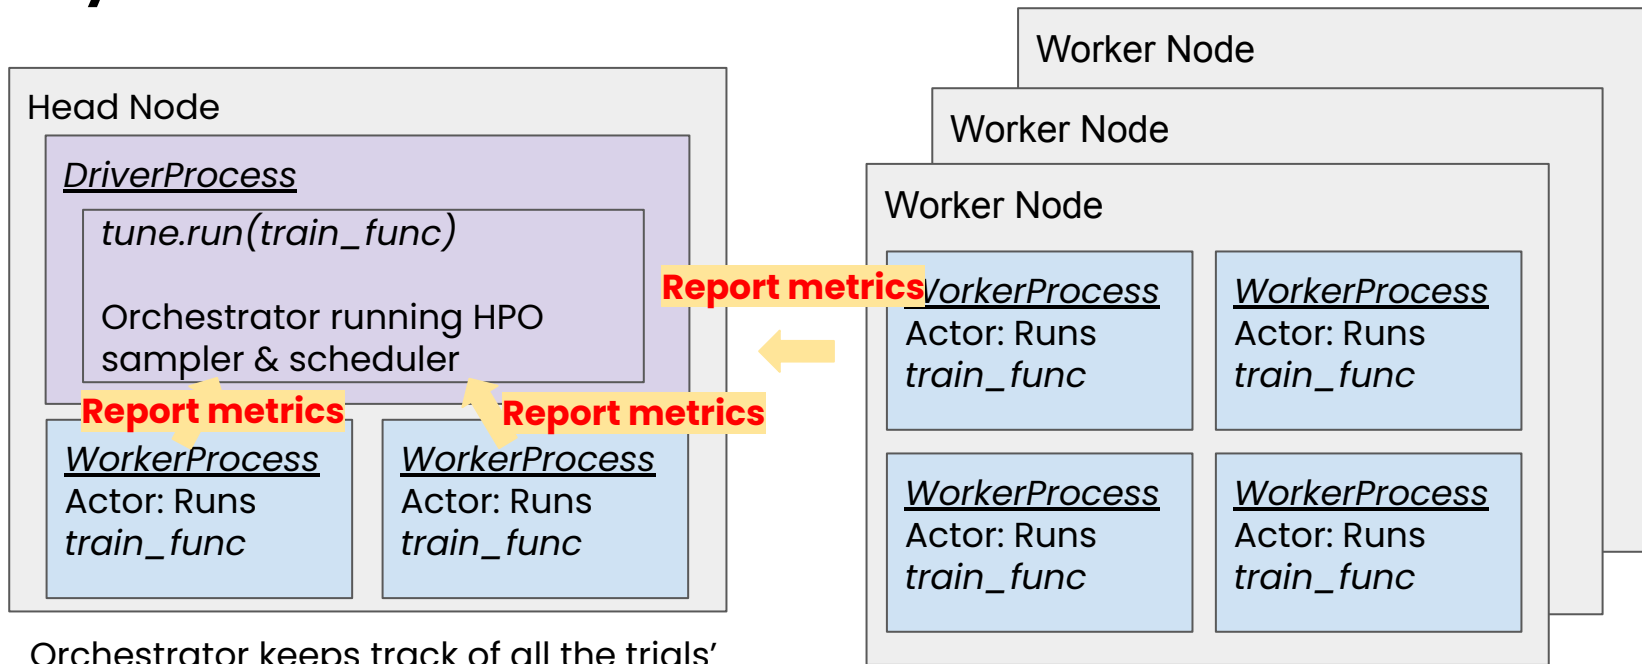 Head Node
DriverProcess
tune.run(train_func)
Orchestrator running HPO
sampler & scheduler
Report metrics
Report metrics
WorkerProcess
Actor: Runs
train_func
WorkerProcess
Actor: Runs
train_func
Orchestrator keeps track of all the trials’
Report metrics
Worker Node
Worker Node
Worker Node
WorkerProcess
Actor: Runs
train_func
WorkerProcess
Actor: Runs
train_func
WorkerProcess
Actor: Runs
train_func
WorkerProcess
Actor: Runs
train_func